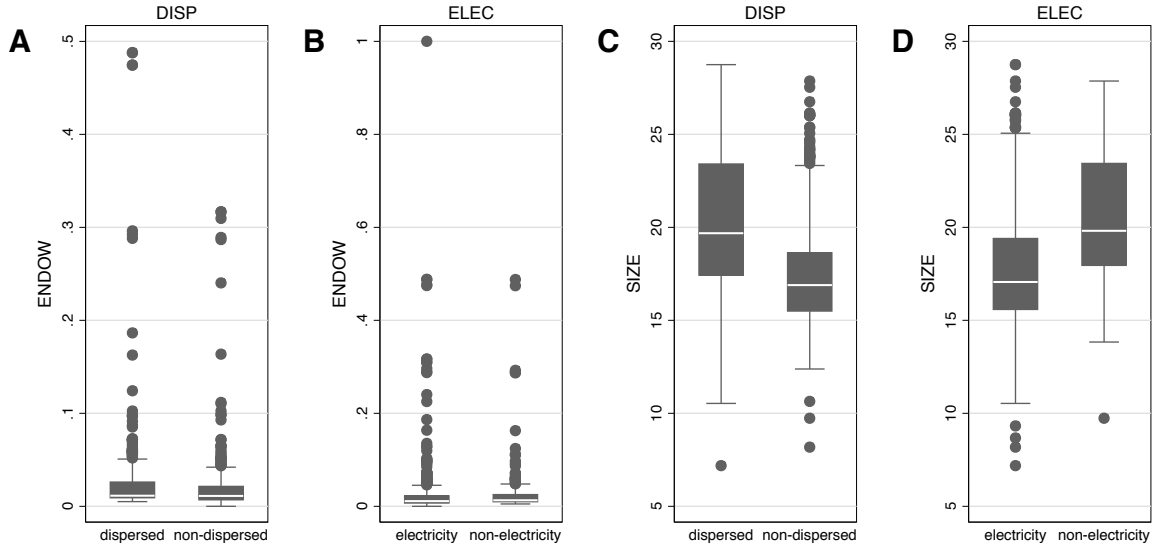 A
DISP
ENDOW
.5
.4
.3
.2
.1
0
dispersed non-dispersed
B
ELEC
ENDOW
1
.8
.6
.4
.2
0
electricity non-electricity
C
DISP
SIZE
30
25
20
15
10
5
dispersed non-dispersed
D
ELEC
SIZE
30
25
20
15
10
5
electricity non-electricity